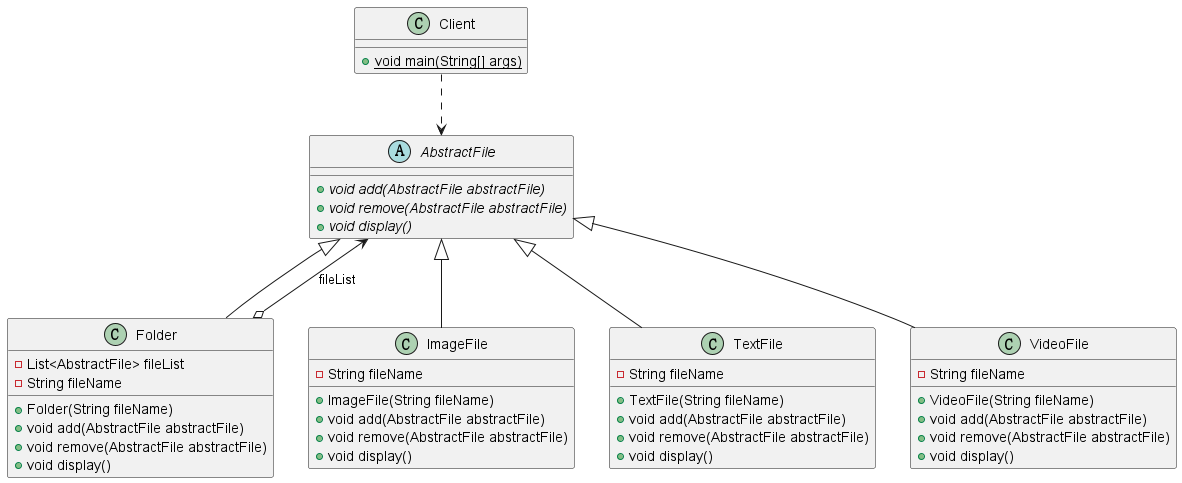 C Client
void main(String[] args)
A AbstractFile
void add(AbstractFile abstractFile)
void remove(AbstractFile abstractFile)
void display()
fileList
C Folder
List<AbstractFile> fileList
String fileName
Folder(String fileName)
void add(AbstractFile abstractFile)
void remove(AbstractFile abstractFile)
void display()
C ImageFile
String fileName
ImageFile(String fileName)
void add(AbstractFile abstractFile)
void remove(AbstractFile abstractFile)
void display()
C TextFile
String fileName
TextFile(String fileName)
void add(AbstractFile abstractFile)
void remove(AbstractFile abstractFile)
void display()
C VideoFile
String fileName
VideoFile(String fileName)
void add(AbstractFile abstractFile)
void remove(AbstractFile abstractFile)
void display()